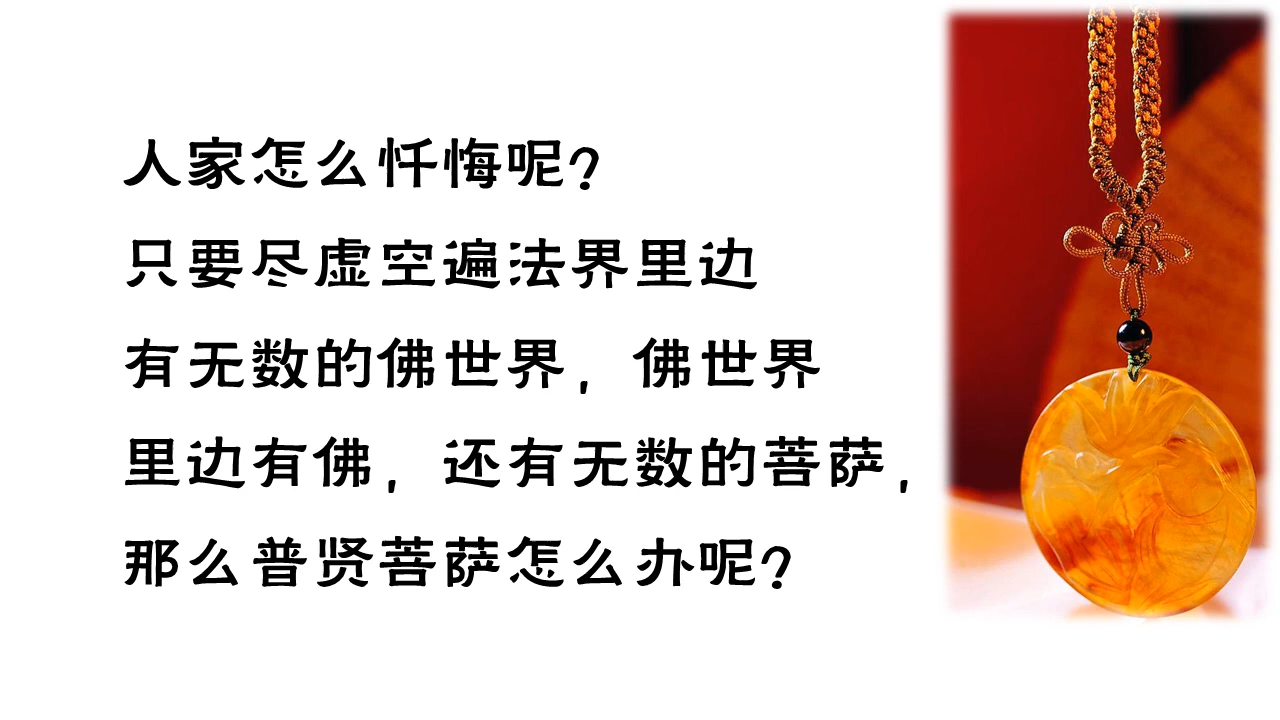 人家怎么忏悔呢?
只要尽虚空遍法界里边
有无数的佛世界，佛世界
里边有佛，还有无数的菩萨，
那么普贤菩萨怎么办呢?